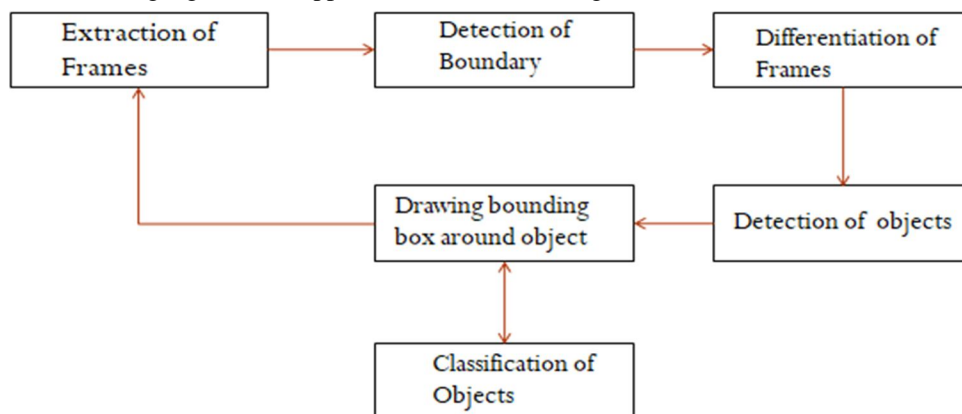 Extraction of
Frames
Detection of
Boundary
Differentiation of
Frames
Drawing bounding
box around object
Detection of objects
Classification of
Objects